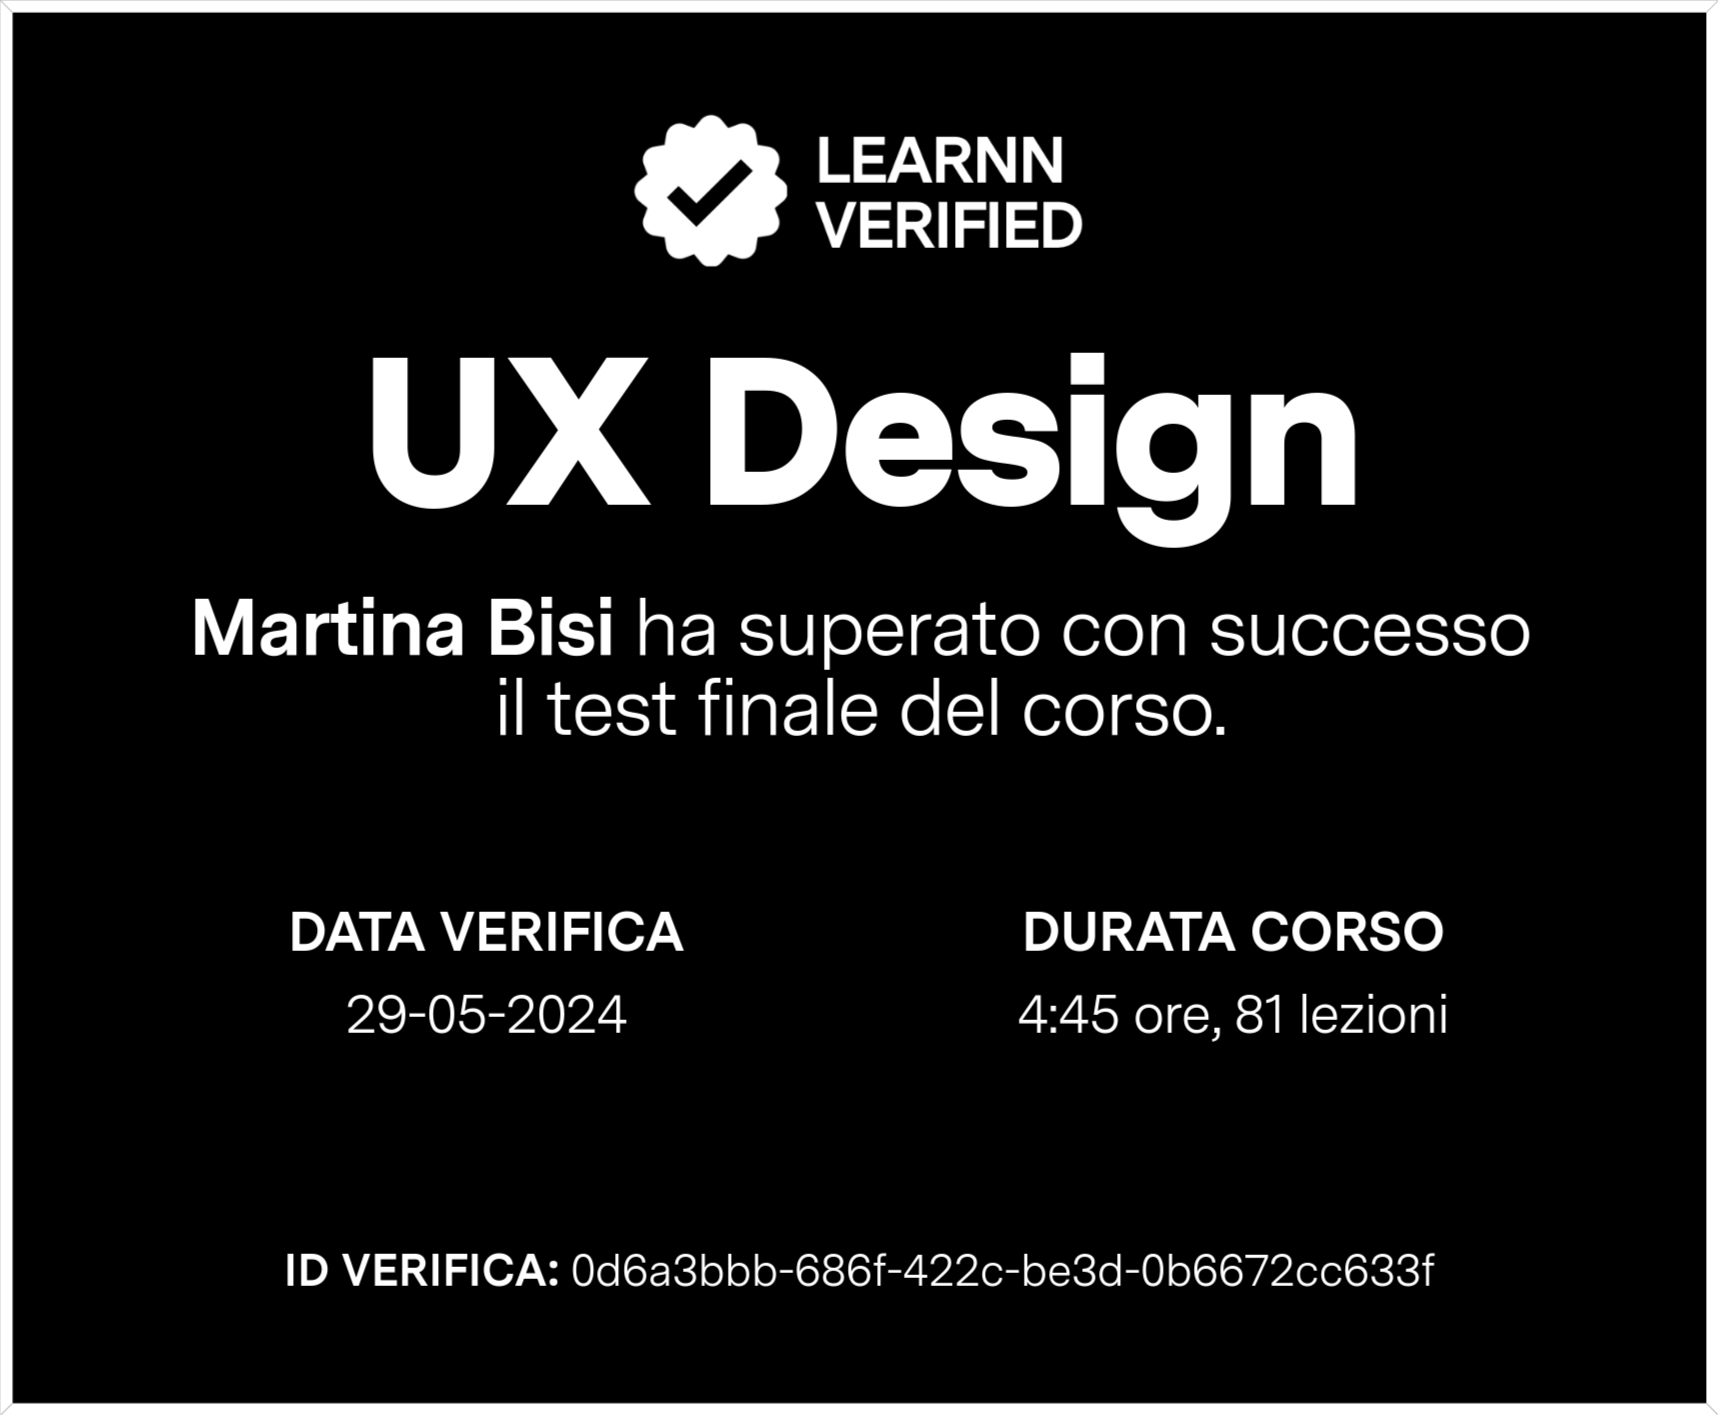 LEARNN
VERIFIED
UX Design
Martina Bisi ha superato con successo
il test finale del corso.
DATA VERIFICA
29-05-2024
DURATA CORSO
4:45 ore, 81 lezioni
ID VERIFICA: 0d6a3bbb-686f-422c-be3d-0b6672cc633f